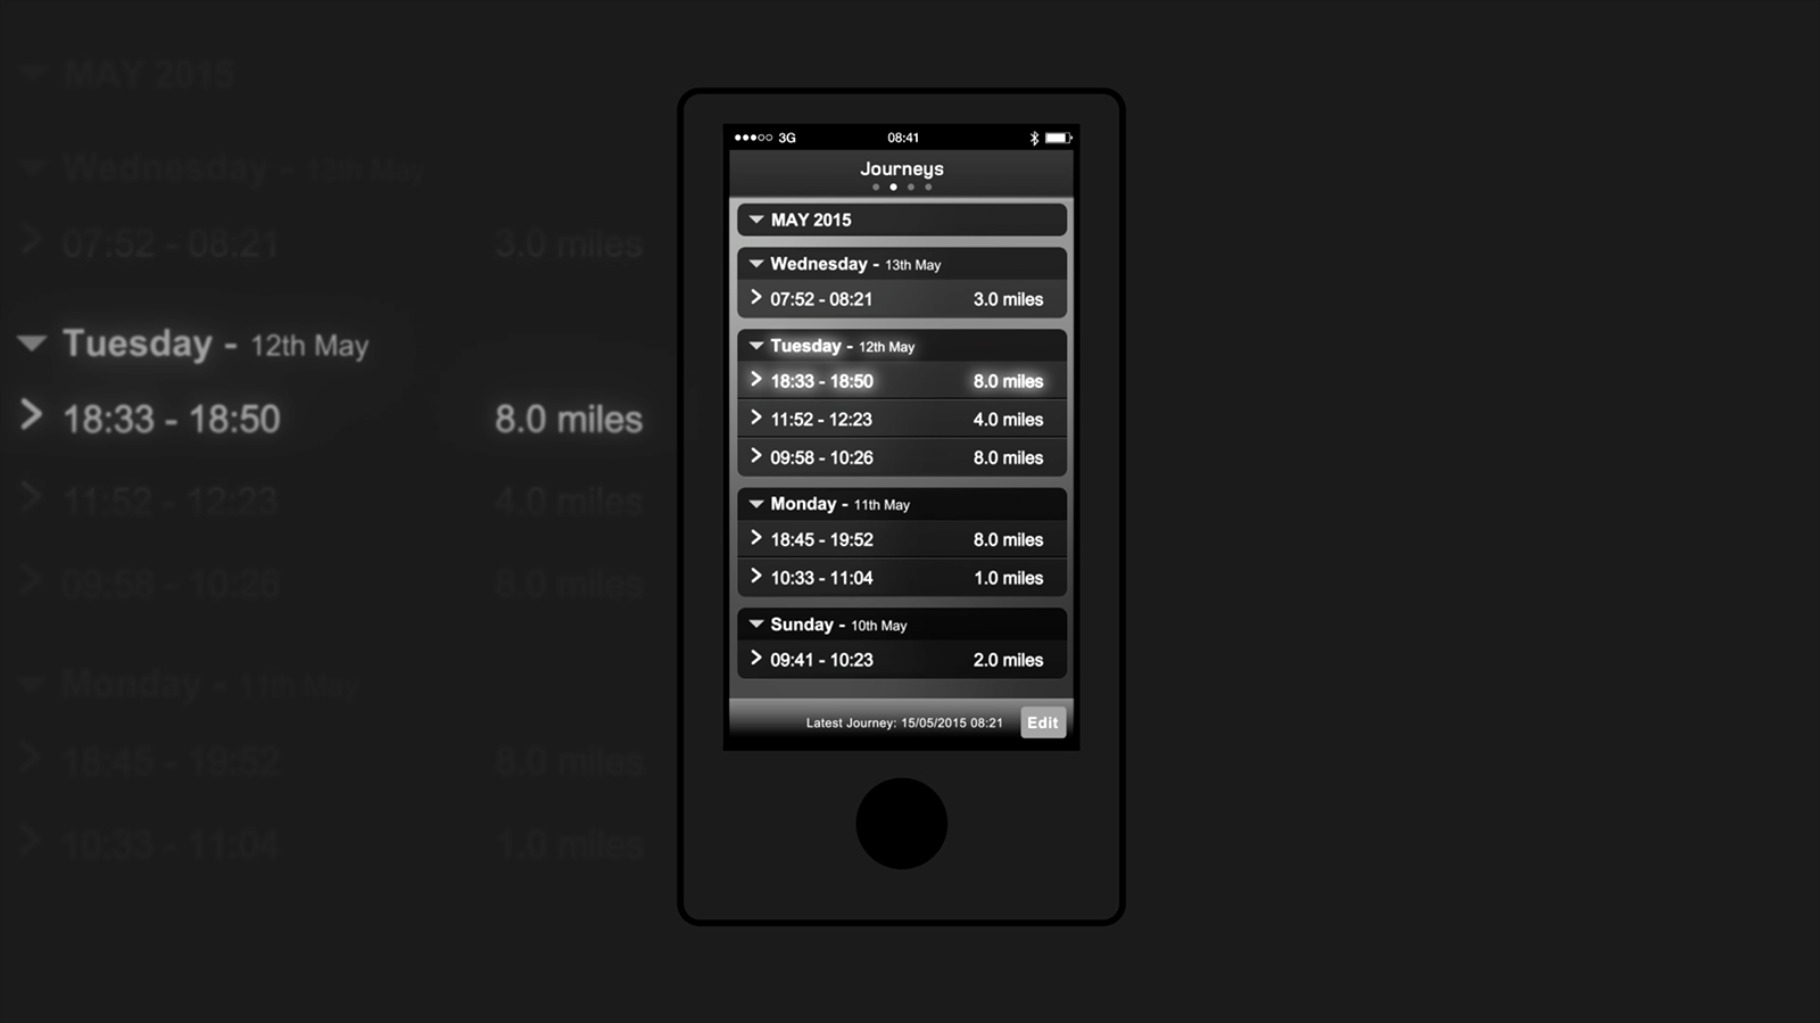 MAY 2015
Wednesday - 13th May
07:52 - 08:21 3.0 miles
Tuesday - 12th May
18:33 - 18:50 8.0 miles
11:52 - 12:23 4.0 miles
09:58 - 10:26 8.0 miles
Monday - 11th May
18:45 - 19:52 8.0 miles
10:33 - 11:04 1.0 miles
3G 08:41
Journeys
MAY 2015
Wednesday - 13th May
07:52 - 08:21 3.0 miles
Tuesday - 12th May
18:33 - 18:50 8.0 miles
11:52 - 12:23 4.0 miles
09:58 - 10:26 8.0 miles
Monday - 11th May
18:45 - 19:52 8.0 miles
10:33 - 11:04 1.0 miles
Sunday - 10th May
09:41 - 10:23 2.0 miles
Latest Journey: 15/05/2015 08:21 Edit